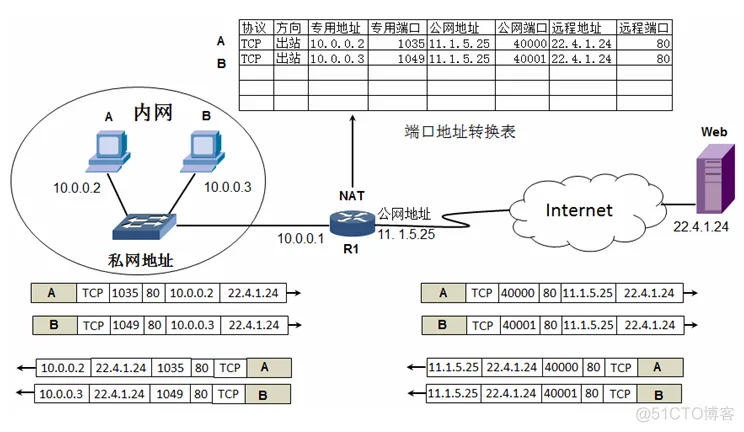 协议 方向 专用地址 专用端口 公网地址 公网端口 远程地址 远程端口
A TCP 出站 10.0.0.2 1035 11.1.5.25 40000 22.4.1.24 80
B TCP 出站 10.0.0.3 1049 11.1.5.25 40001 22.4.1.24 80
端口地址转换表
内网
A B
10.0.0.2
10.0.0.3
私网地址
10.0.0.1
NAT
R1
公网地址
11. 1.5.25
Internet
Web
22.4.1.24
A TCP 1035 80 10.0.0.2 22.4.1.24
B TCP 1049 80 10.0.0.3 22.4.1.24
10.0.0.2 22.4.1.24 1035 80 TCP A
10.0.0.3 22.4.1.24 1049 80 TCP B
A TCP 40000 80 11.1.5.25 22.4.1.24
B TCP 40001 80 11.1.5.25 22.4.1.24
11.1.5.25 22.4.1.24 40000 80 TCP A
11.1.5.25 22.4.1.24 40001 80 TCP B
@51CTO博客